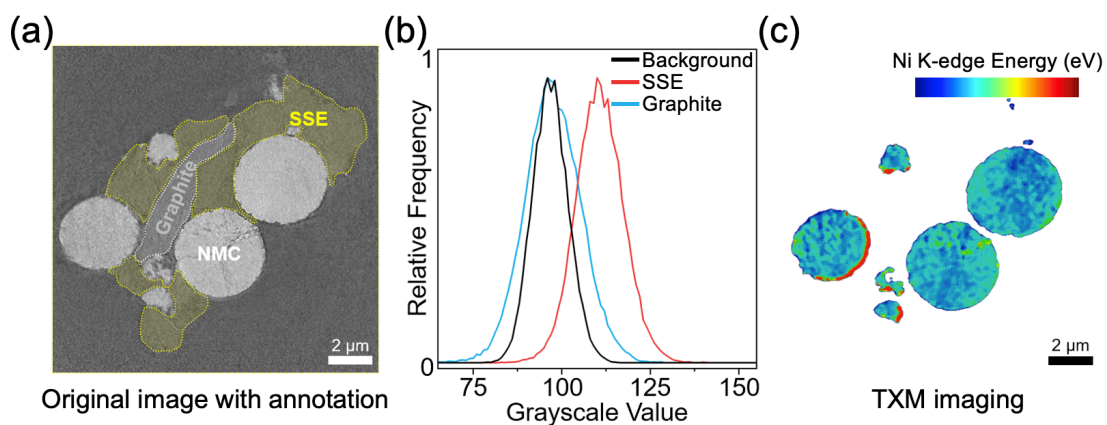 (a)
SSE
Graphite
NMC
2 μm
Original image with annotation
(b)
1
Background
SSE
Graphite
Relative Frequency
0
75 100 125 150
Grayscale Value
(c)
Ni K-edge Energy (eV)
2 μm
TXM imaging